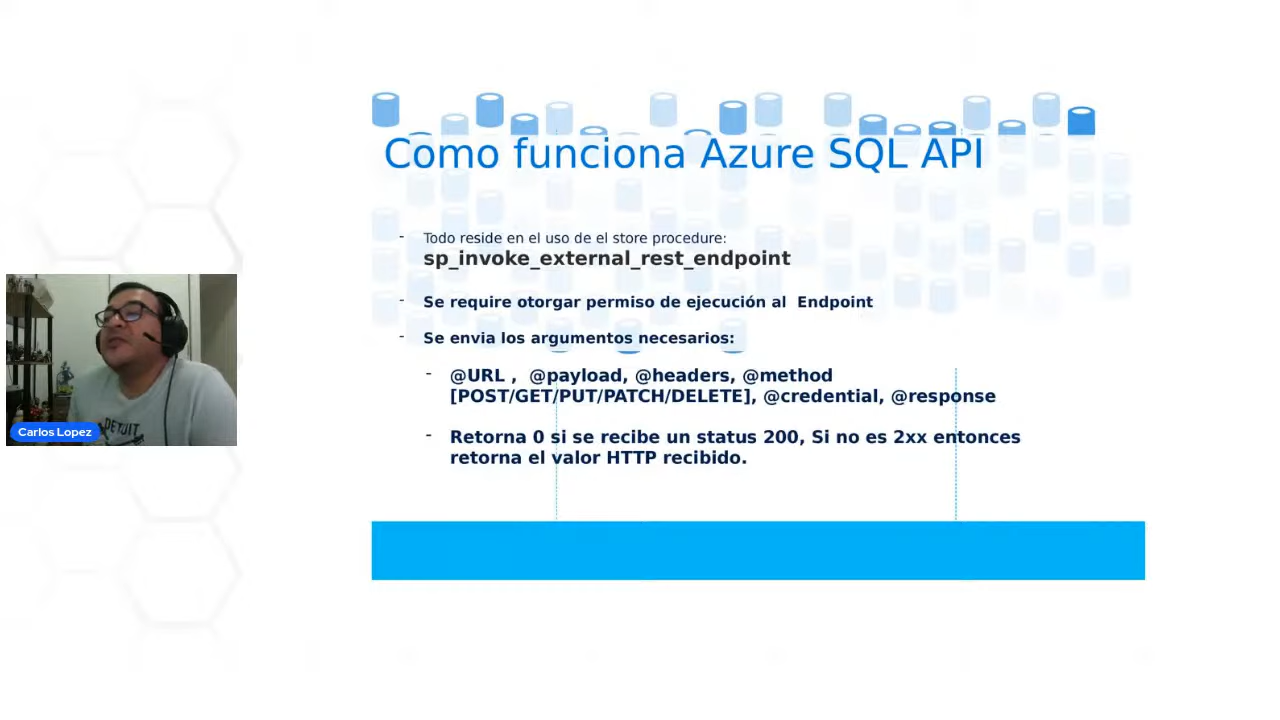 Como funciona Azure SQL API
- Todo reside en el uso de el store procedure:
sp_invoke_external_rest_endpoint
- Se require otorgar permiso de ejecución al Endpoint
- Se envia los argumentos necesarios:
- @URL , @payload, @headers, @method
[POST/GET/PUT/PATCH/DELETE], @credential, @response
- Retorna 0 si se recibe un status 200, Si no es 2xx entonces
retorna el valor HTTP recibido.
Carlos Lopez